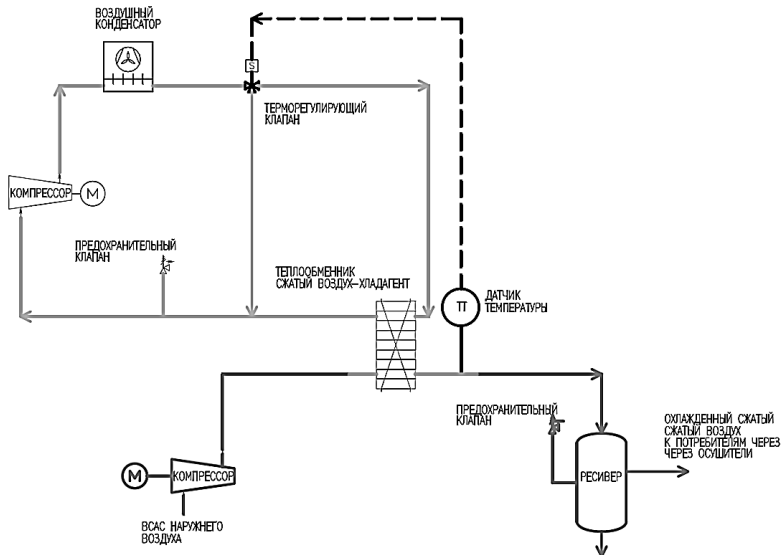 ВОЗДУШНЫЙ
КОНДЕНСАТОР
S
ТЕРМОРЕГУЛИРУЮЩИЙ
КЛАПАН
КОМПРЕССОР
M
ПРЕДОХРАНИТЕЛЬНЫЙ
КЛАПАН
ТЕПЛООБМЕННИК
СЖАТЫЙ ВОЗДУХ-ХЛАДАГЕНТ
TT
ДАТЧИК
ТЕМПЕРАТУРЫ
ПРЕДОХРАНИТЕЛЬНЫЙ
КЛАПАН
ОХЛАЖДЕННЫЙ СЖАТЫЙ
СЖАТЫЙ ВОЗДУХ
К ПОТРЕБИТЕЛЯМ ЧЕРЕЗ
ЧЕРЕЗ ОСУШИТЕЛИ
M
КОМПРЕССОР
РЕСИВЕР
ВСАС НАРУЖНЕГО
ВОЗДУХА